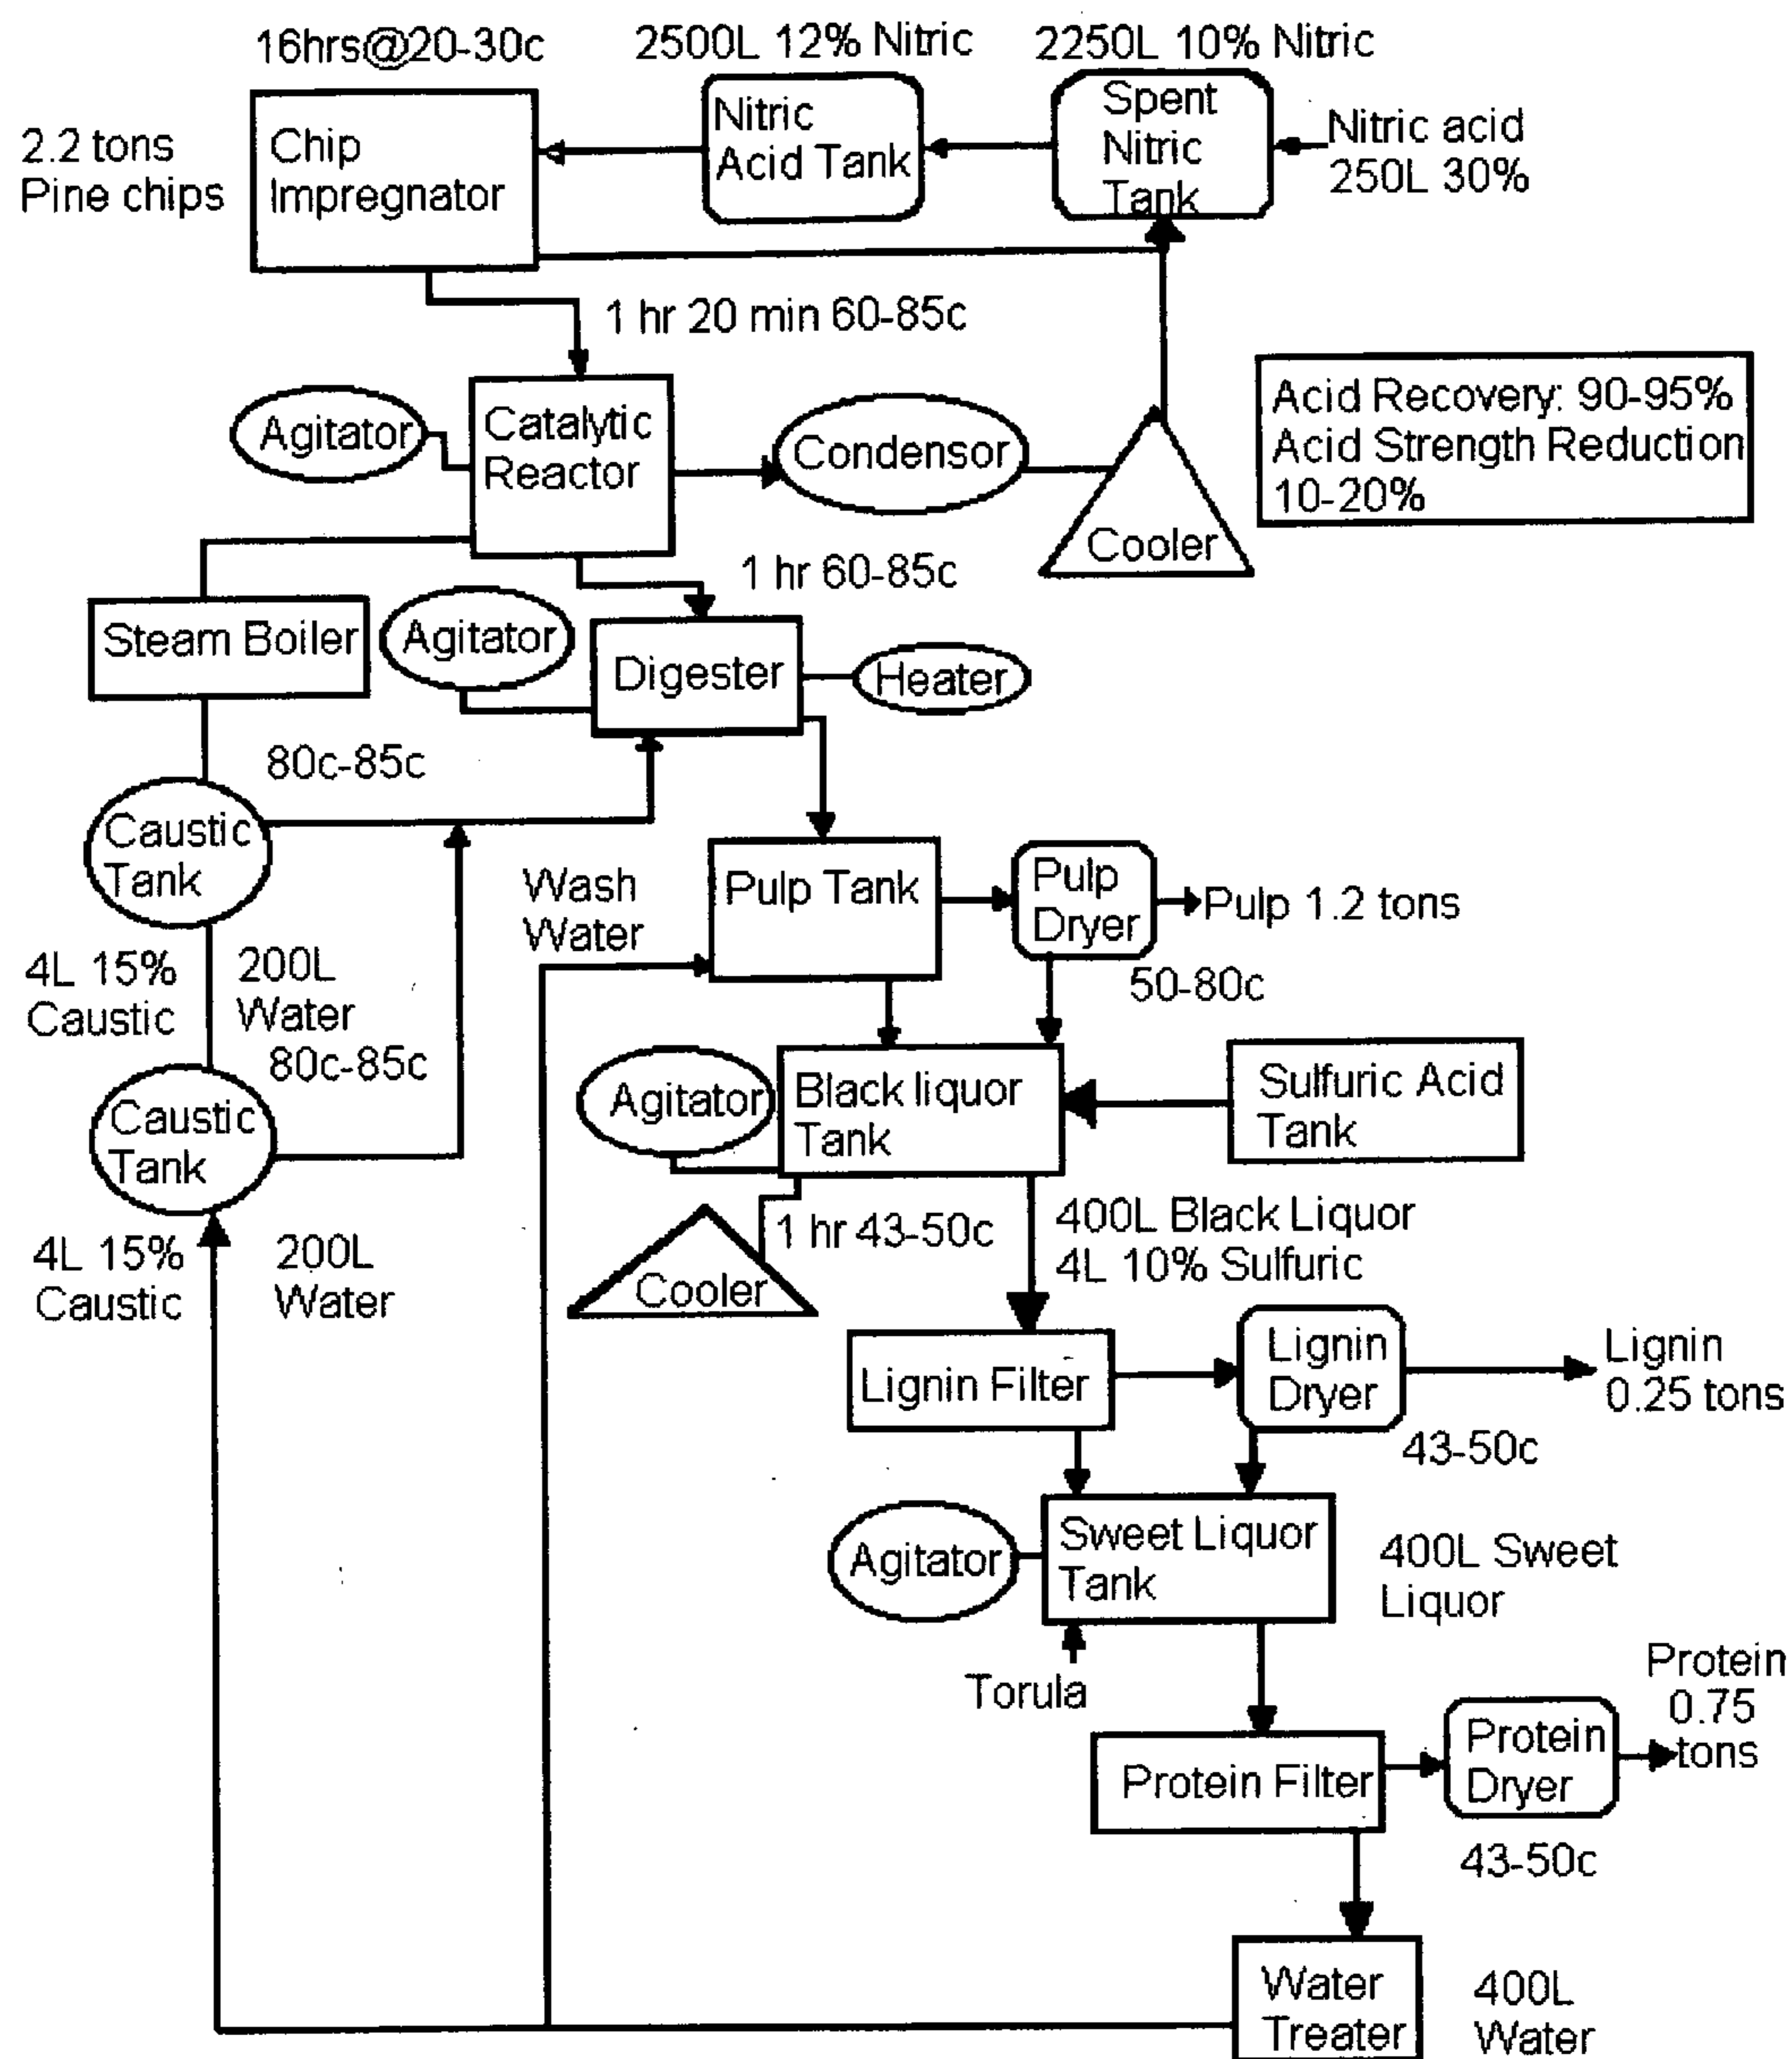 16hrs@20-30c
2500L 12% Nitric
2250L 10% Nitric
2.2 tons
Pine chips
Chip
Impregnator
Nitric
Acid Tank
Spent
Nitric
Tank
Nitric acid
250L 30%
1 hr 20 min 60-85c
Agitator
Catalytic
Reactor
Condensor
Cooler
Acid Recovery: 90-95%
Acid Strength Reduction
10-20%
1 hr 60-85c
Steam Boiler
Agitator
Digester
Heater
80c-85c
Caustic
Tank
Wash
Water
Pulp Tank
Pulp
Dryer
Pulp 1.2 tons
50-80c
4L 15%
Caustic
200L
Water
80c-85c
Caustic
Tank
Agitator
Black liquor
Tank
Sulfuric Acid
Tank
4L 15%
Caustic
200L
Water
Cooler
1 hr 43-50c
400L Black Liquor
4L 10% Sulfuric
Lignin Filter
Lignin
Dryer
Lignin
0.25 tons
43-50c
Agitator
Sweet Liquor
Tank
400L Sweet
Liquor
Torula
Protein Filter
Protein
Dryer
Protein
0.75
tons
43-50c
Water
Treater
400L
Water